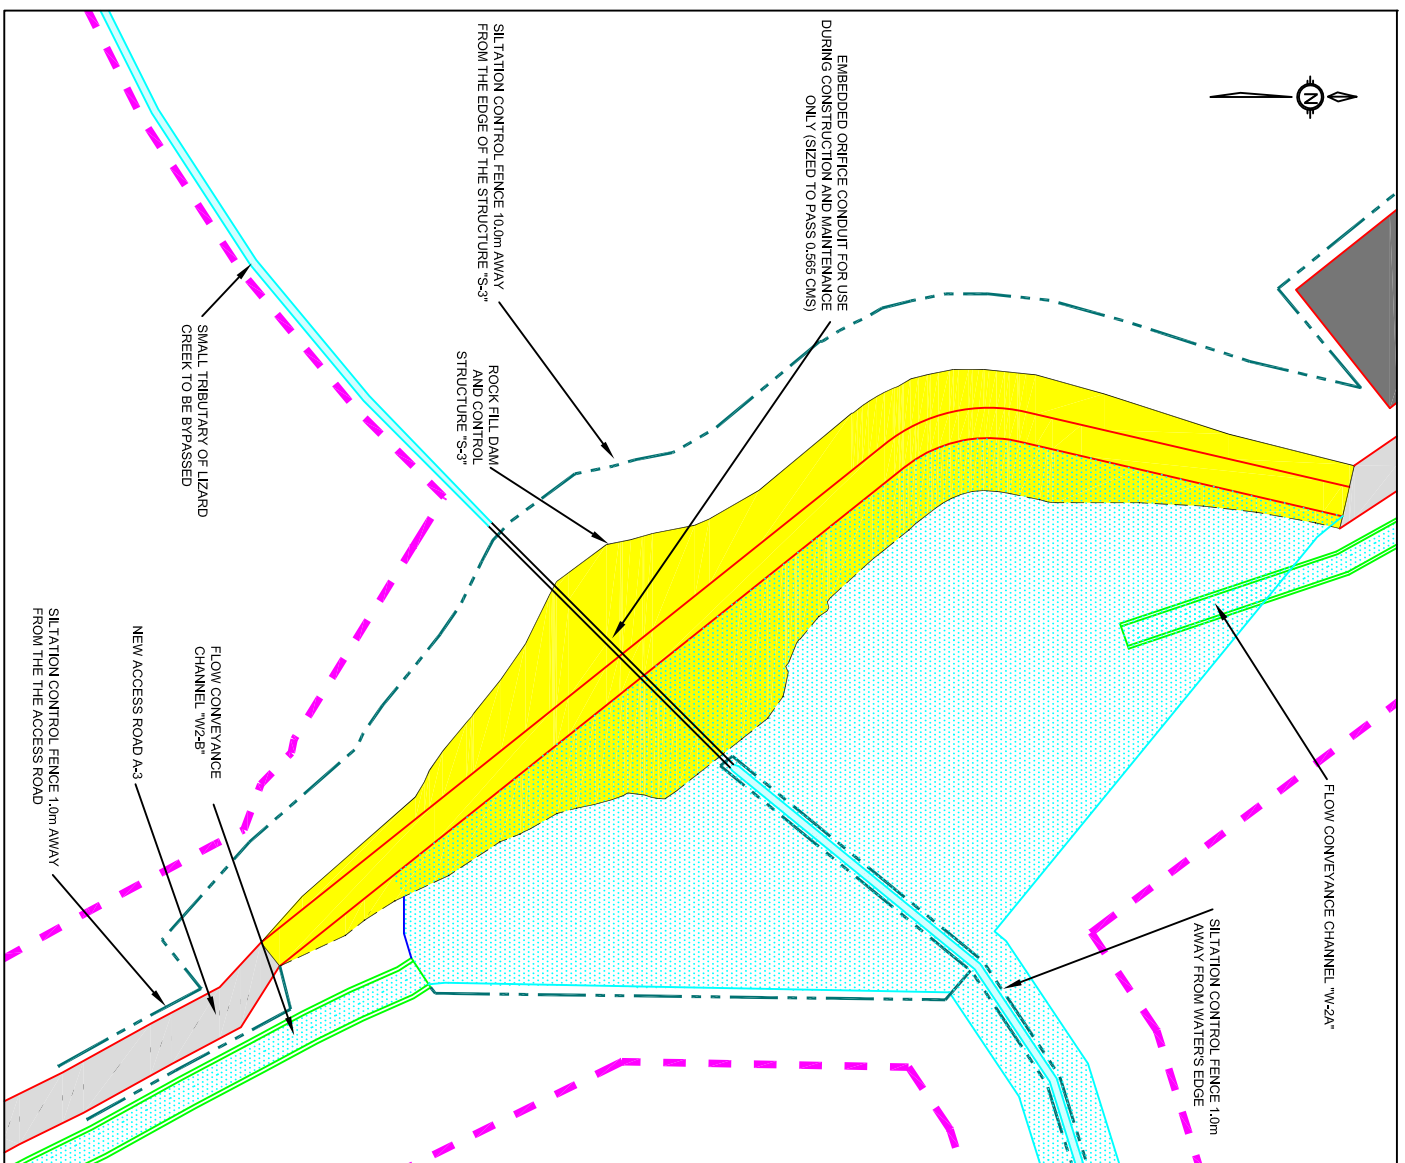 N
FLOW CONVEYANCE CHANNEL "W-2A"
SILTATION CONTROL FENCE 1.0m
AWAY FROM WATER'S EDGE
EMBEDDED ORIFICE CONDUIT FOR USE
DURING CONSTRUCTION AND MAINTENANCE
ONLY (SIZED TO PASS 0.565 CMS)
SILTATION CONTROL FENCE 10.0m AWAY
FROM THE EDGE OF THE STRUCTURE "S-3"
ROCK FILL DAM
AND CONTROL
STRUCTURE "S-3"
SMALL TRIBUTARY OF LIZARD
CREEK TO BE BYPASSED
FLOW CONVEYANCE
CHANNEL "W2-B"
NEW ACCESS ROAD A-3
SILTATION CONTROL FENCE 1.0m AWAY
FROM THE THE ACCESS ROAD